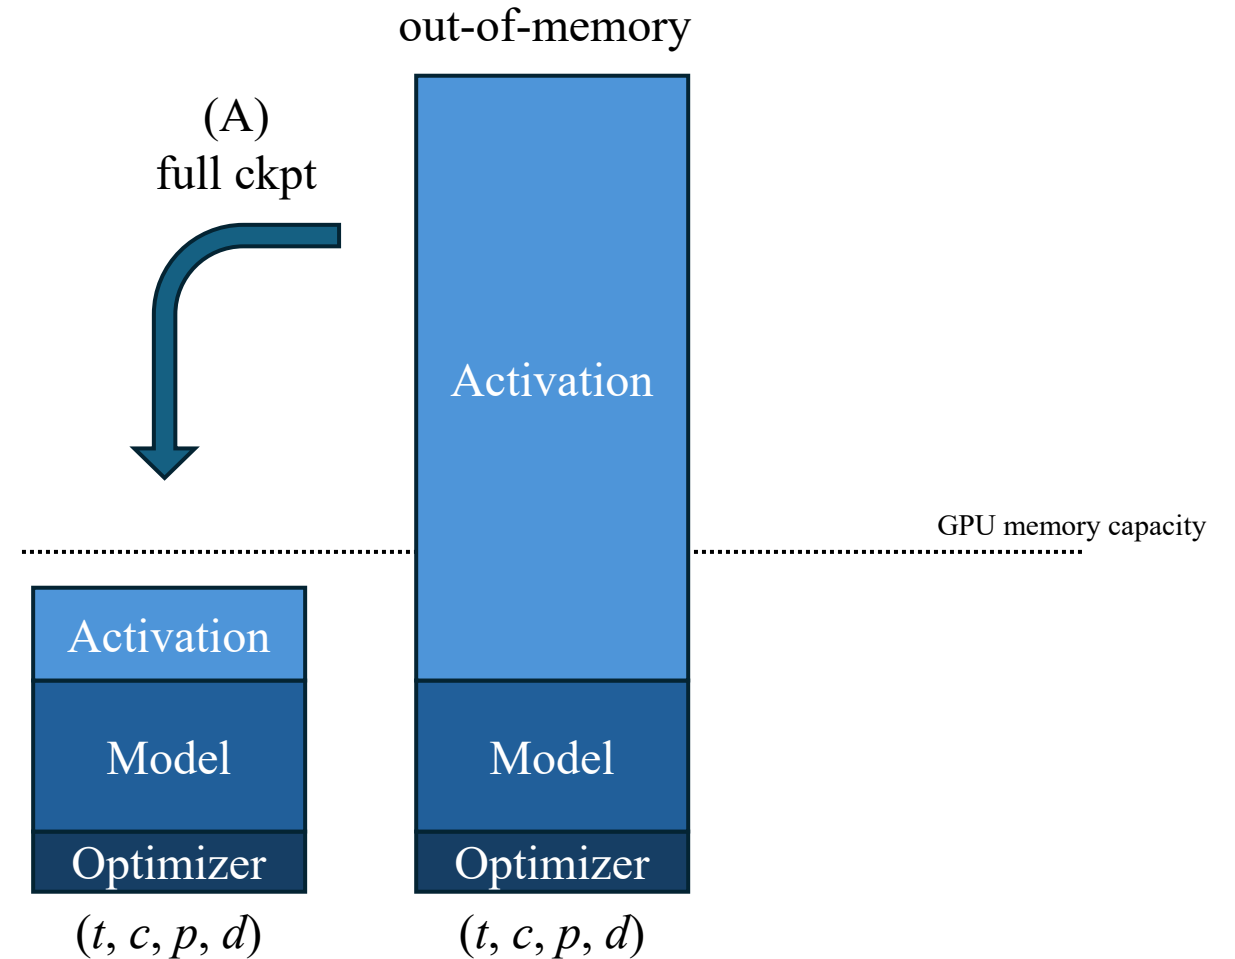 out-of-memory
(A)
full ckpt
Activation
GPU memory capacity
Activation
Model
Model
Optimizer
Optimizer
(t, c, p, d)
(t, c, p, d)